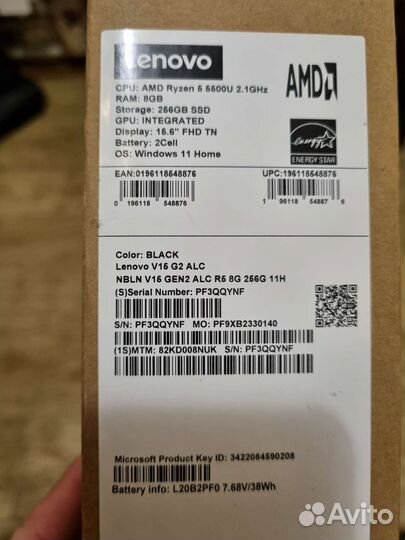 Lenovo
CPU: AMD Ryzen 5 5500U 2.1GHz
RAM: 8GB
Storage: 256GB SSD
GPU: INTEGRATED
Display: 15.6" FHD TN
Battery: 2Cell
OS: Windows 11 Home
AMD
energy
ENERGY STAR
EAN:0196118548876
UPC:196118548876
0 196118 548876
1 96118 54887 6
Color: BLACK
Lenovo V15 G2 ALC
NBLN V15 GEN2 ALC R5 8G 256G 11H
(S)Serial Number: PF3QQYNF
S/N: PF3QQYNF MO: PF9XB2330140
(1S)MTM: 82KD008NUK S/N: PF3QQYNF
Microsoft Product Key ID: 3422084590208
Battery info: L20B2PF0 7.68V/38Wh
Avito